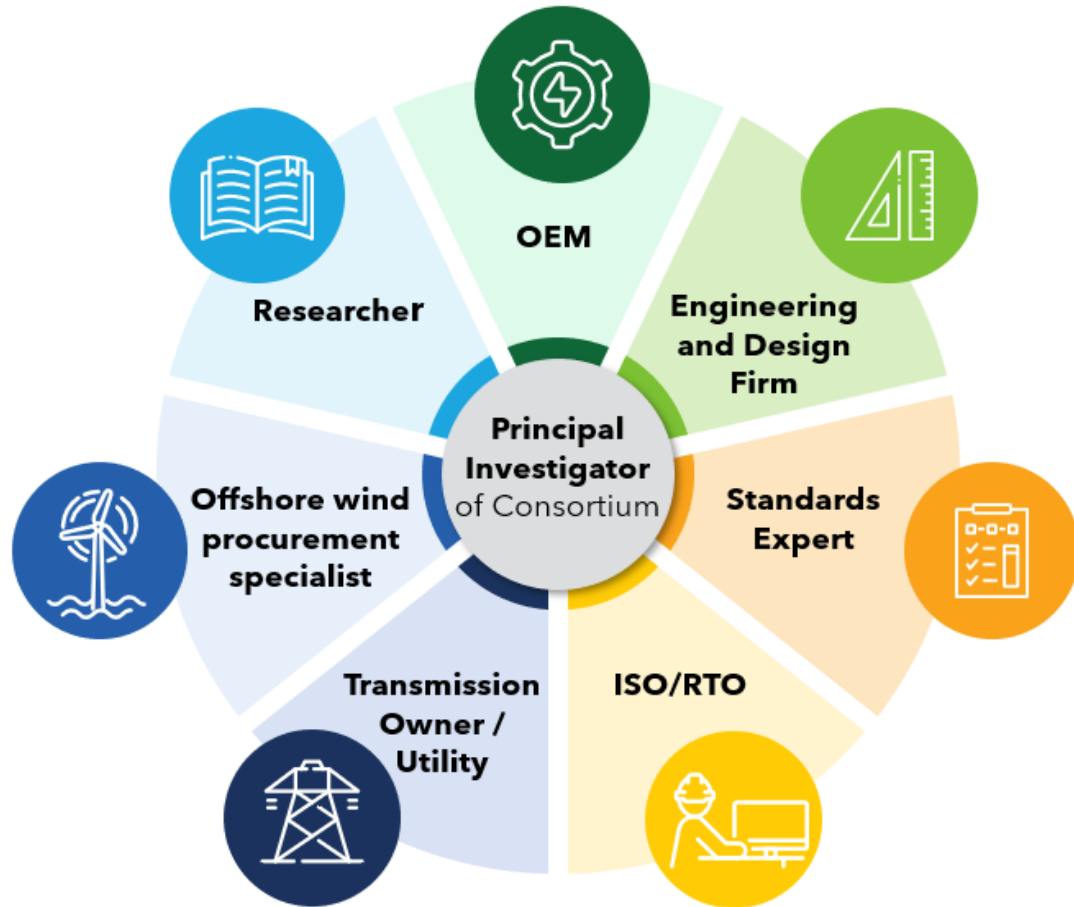 OEM
Engineering
and Design
Firm
Standards
Expert
ISO/RTO
Transmission
Owner /
Utility
Offshore wind
procurement
specialist
Researcher
Principal
Investigator
of Consortium